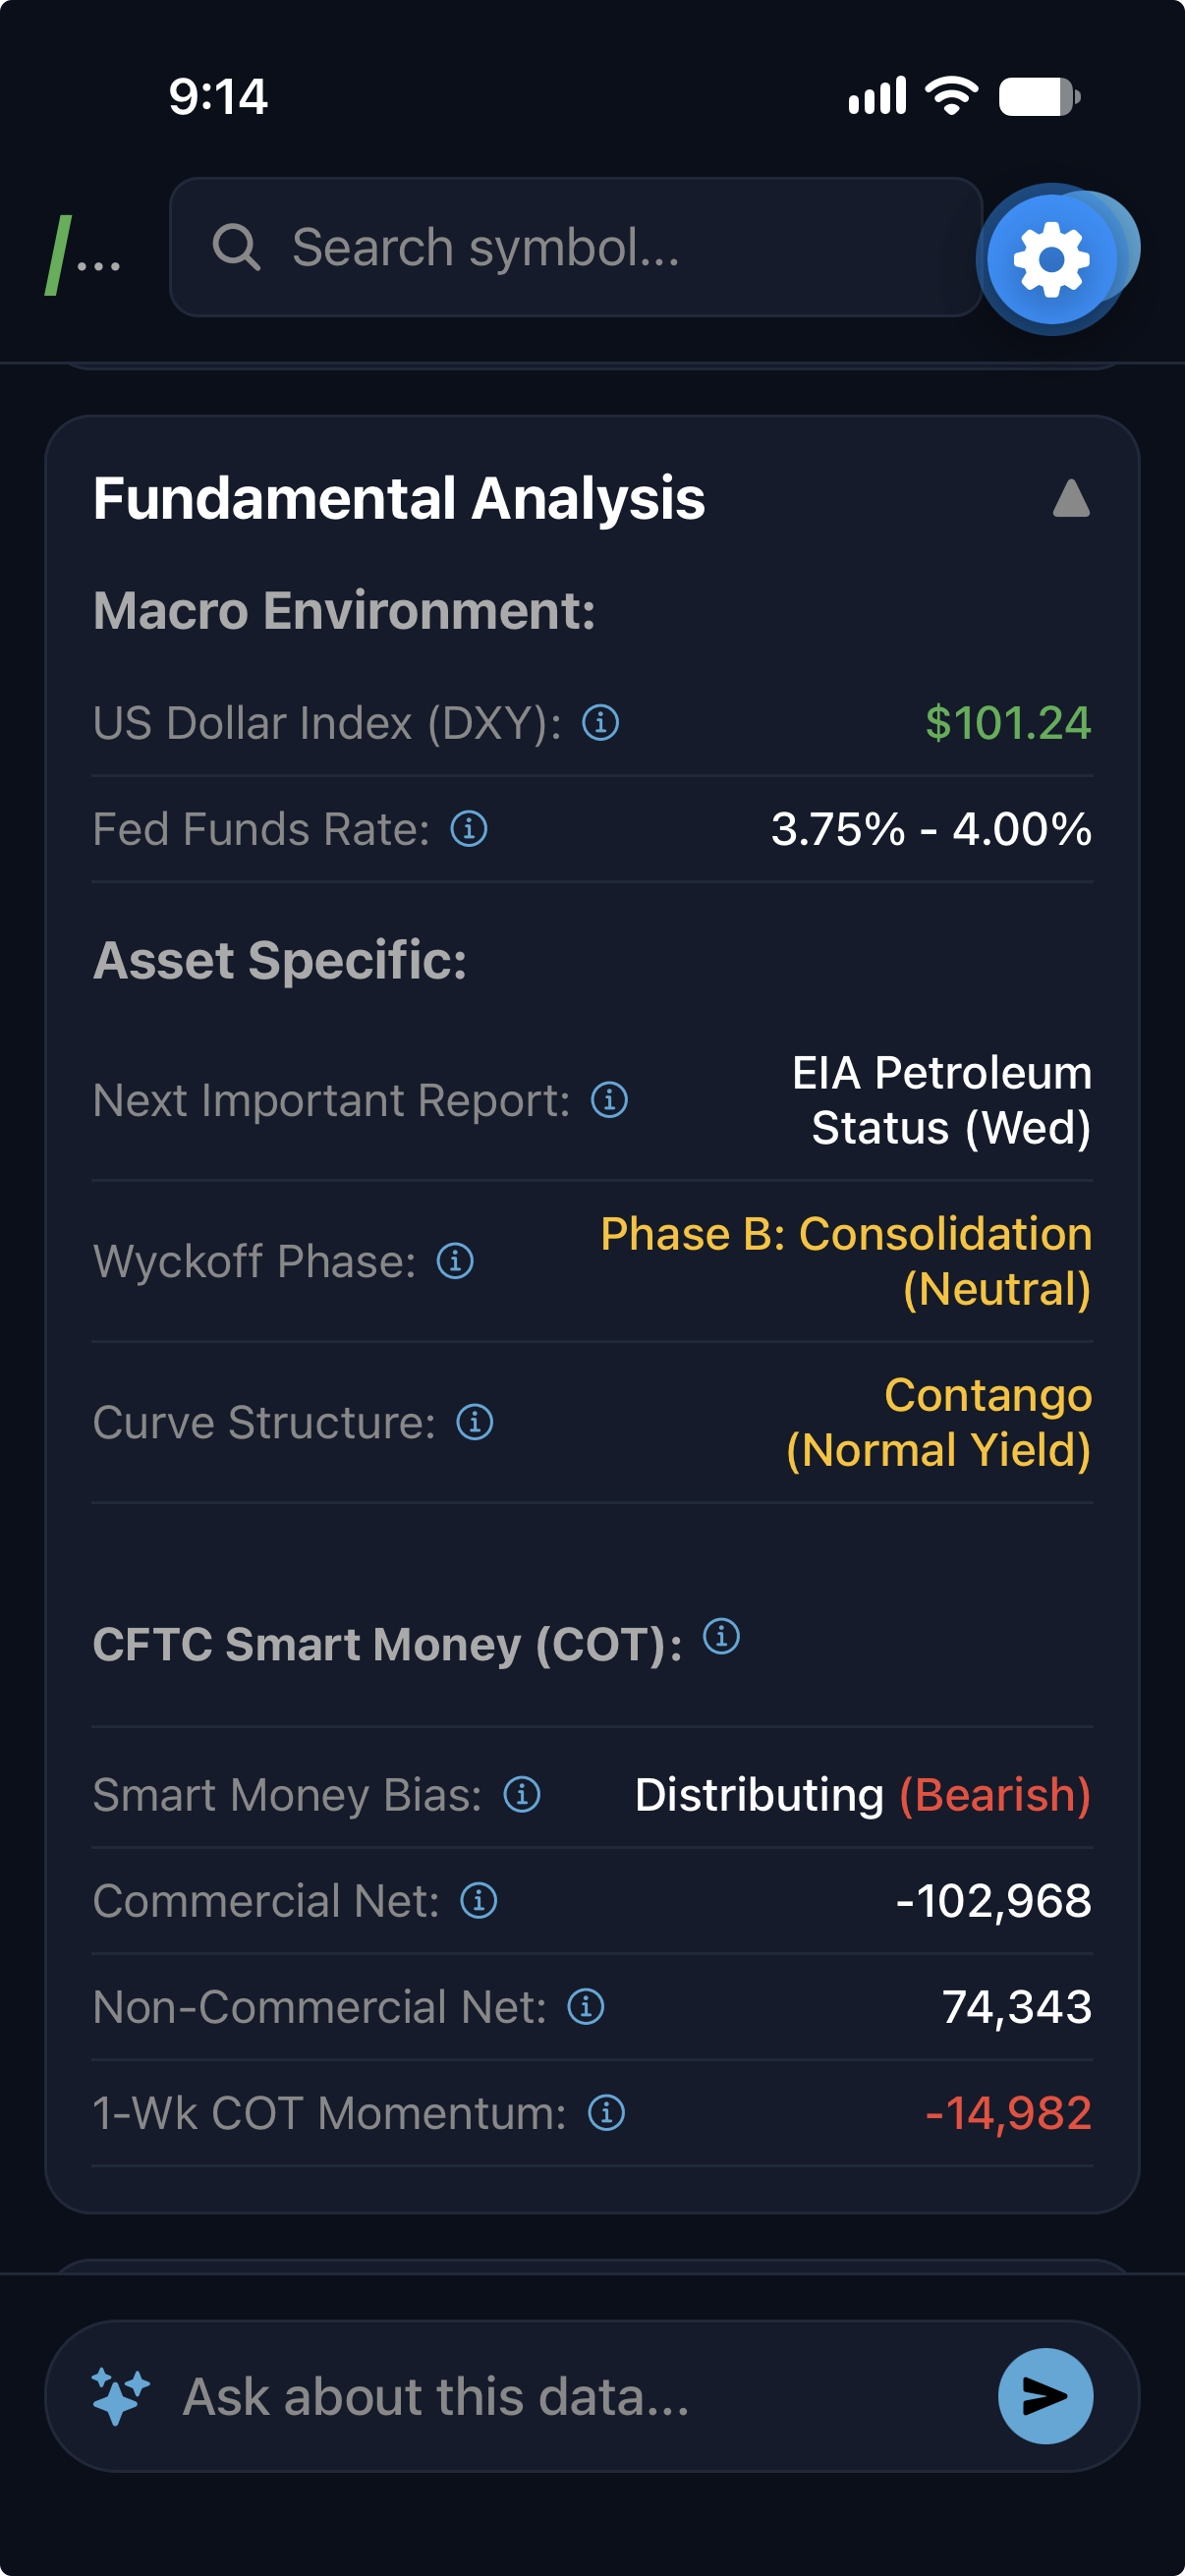 9:14
/...
Search symbol...
Fundamental Analysis
Macro Environment:
US Dollar Index (DXY): $101.24
Fed Funds Rate: 3.75% - 4.00%
Asset Specific:
Next Important Report: EIA Petroleum
Status (Wed)
Wyckoff Phase: Phase B: Consolidation
(Neutral)
Curve Structure: Contango
(Normal Yield)
CFTC Smart Money (COT):
Smart Money Bias: Distributing (Bearish)
Commercial Net: -102,968
Non-Commercial Net: 74,343
1-Wk COT Momentum: -14,982
Ask about this data...